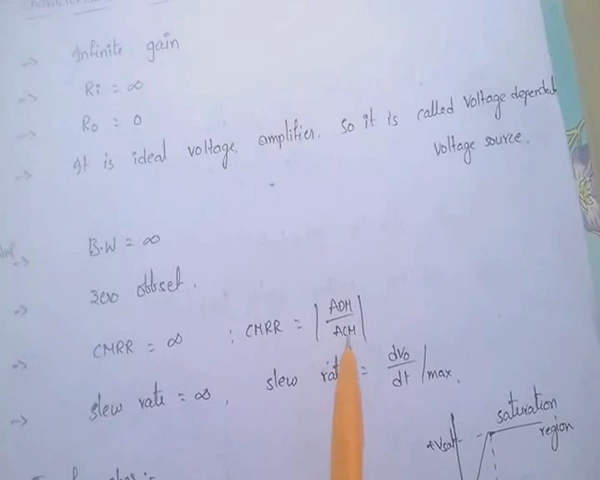 -> Infinite gain
-> Ri = ∞
-> Ro = 0
-> It is ideal voltage amplifier. So it is called voltage dependent
voltage source.
-> B.W = ∞
-> Zero offset.
-> CMRR = ∞ : CMRR = |ADM/ACM|
-> slew rate = ∞, slew rate = dvo/dt |max.
saturation
region
+Vsat